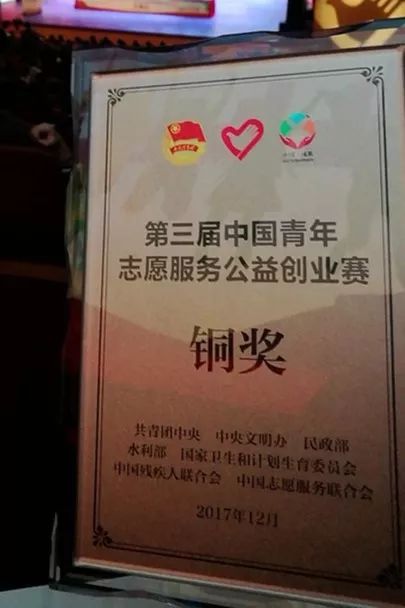 第三届中国青年
志愿服务公益创业赛
铜奖
共青团中央 中央文明办 民政部
水利部 国家卫生和计划生育委员会
中国残疾人联合会 中国志愿服务联合会
2017年12月